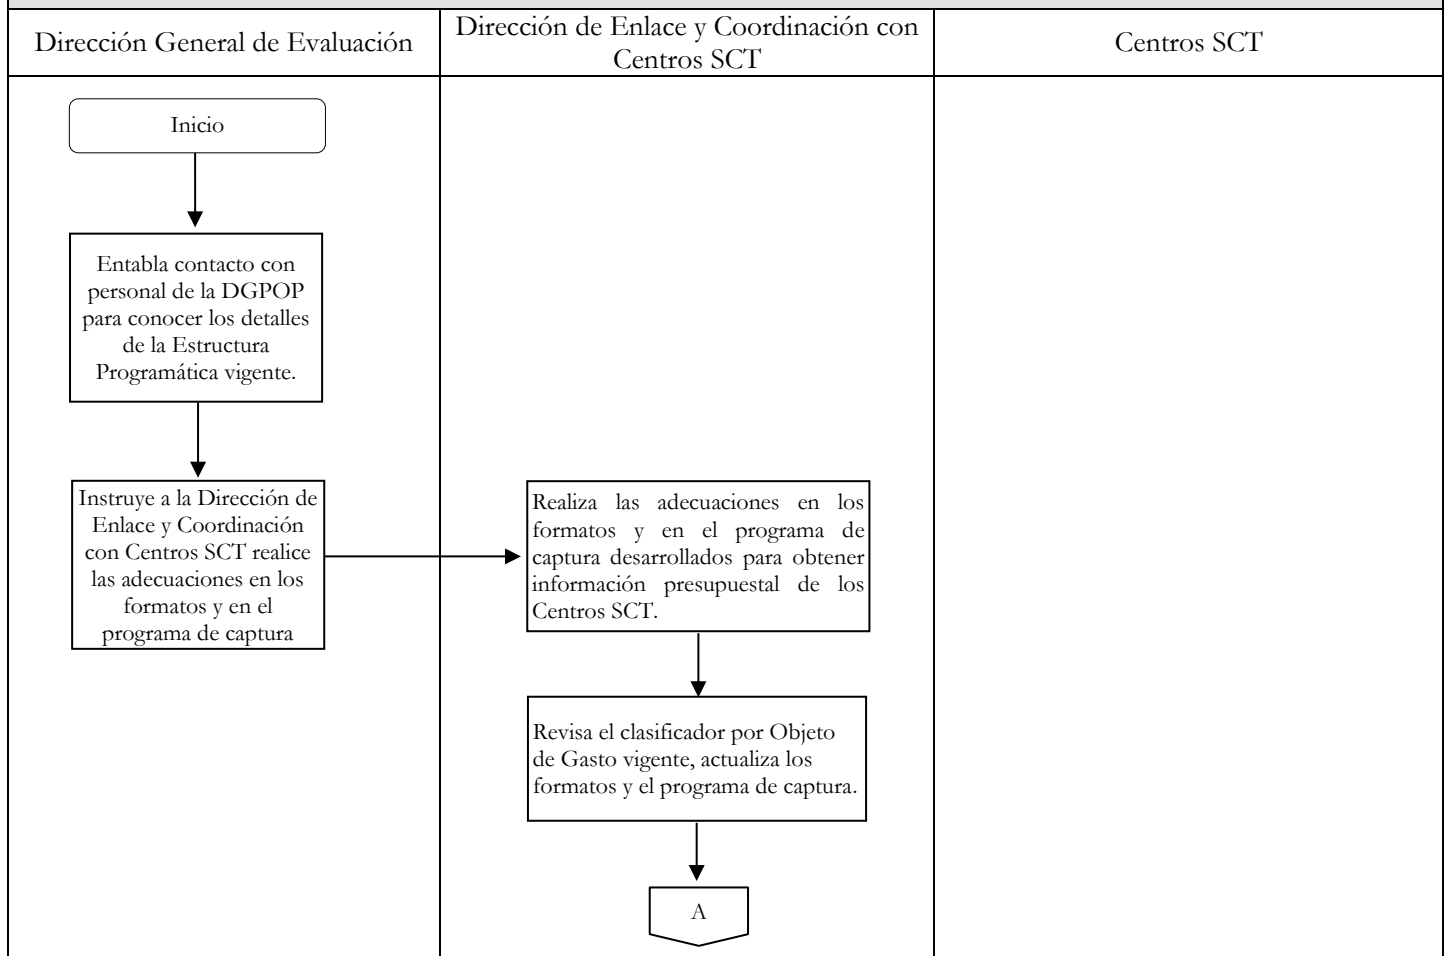 Dirección General de Evaluación
Dirección de Enlace y Coordinación con
Centros SCT
Centros SCT
Inicio
Entabla contacto con
personal de la DGPOP
para conocer los detalles
de la Estructura
Programática vigente.
Instruye a la Dirección de
Enlace y Coordinación
con Centros SCT realice
las adecuaciones en los
formatos y en el
programa de captura
Realiza las adecuaciones en los
formatos y en el programa de
captura desarrollados para obtener
información presupuestal de los
Centros SCT.
Revisa el clasificador por Objeto
de Gasto vigente, actualiza los
formatos y el programa de captura.
A